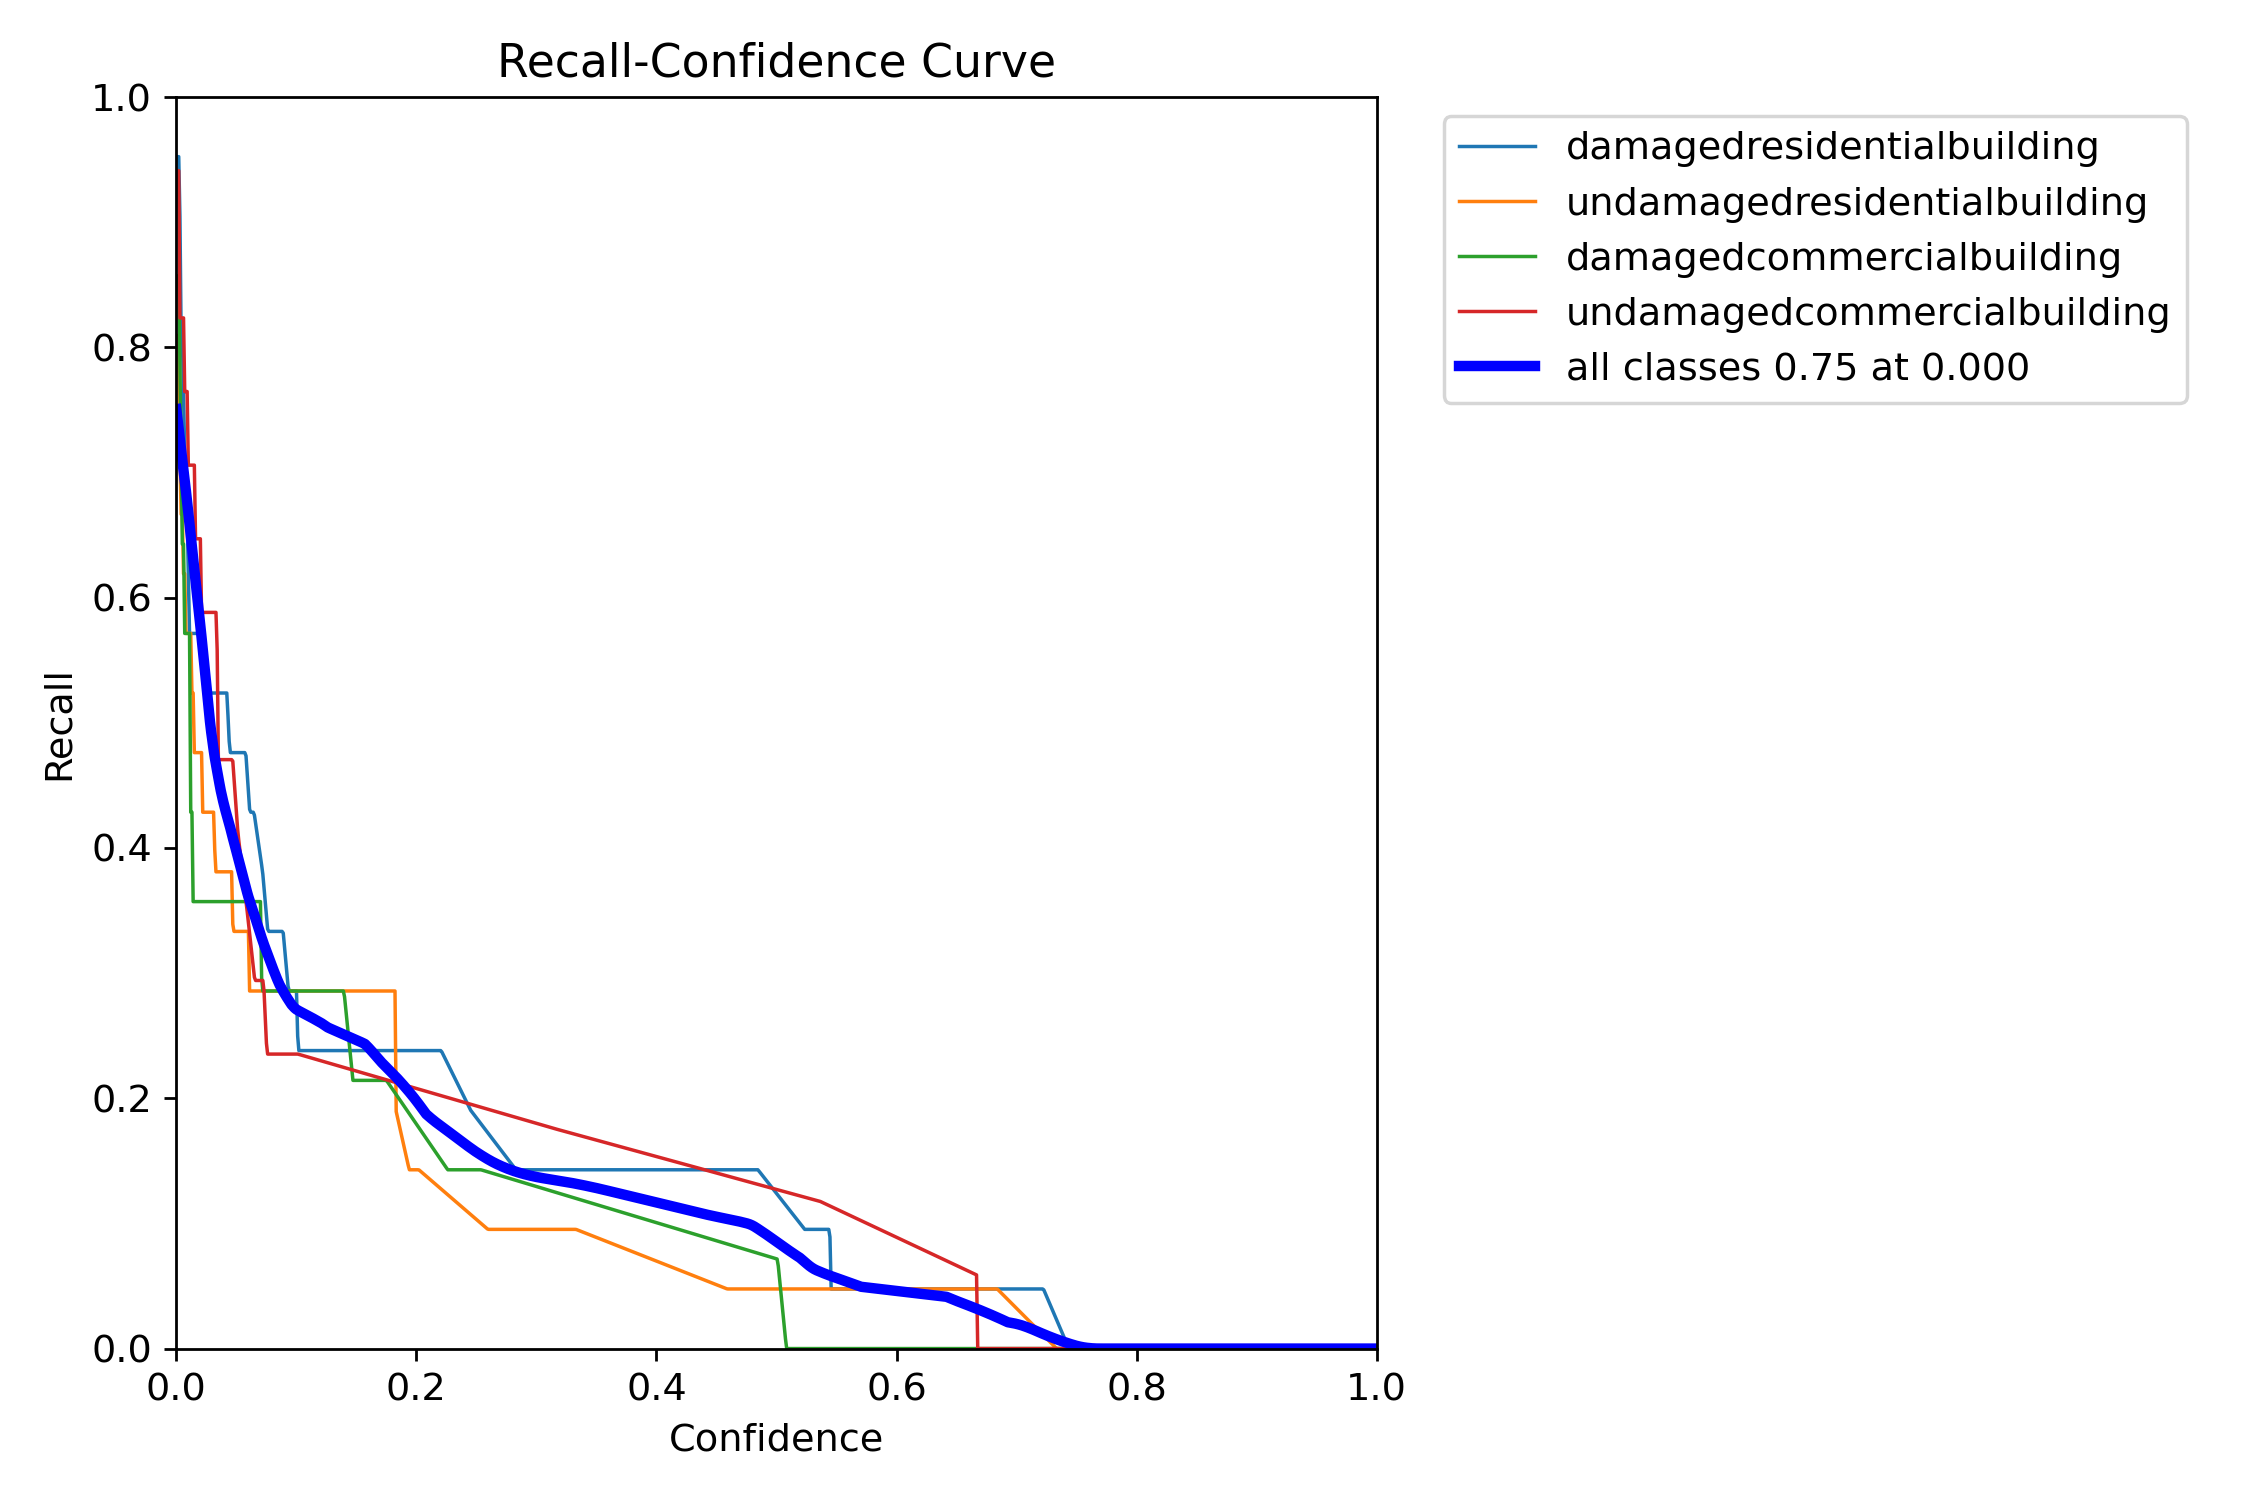 Recall-Confidence Curve
1.0
0.8
0.6
0.4
0.2
0.0
Recall
0.0 0.2 0.4 0.6 0.8 1.0
Confidence
damagedresidentialbuilding
undamagedresidentialbuilding
damagedcommercialbuilding
undamagedcommercialbuilding
all classes 0.75 at 0.000